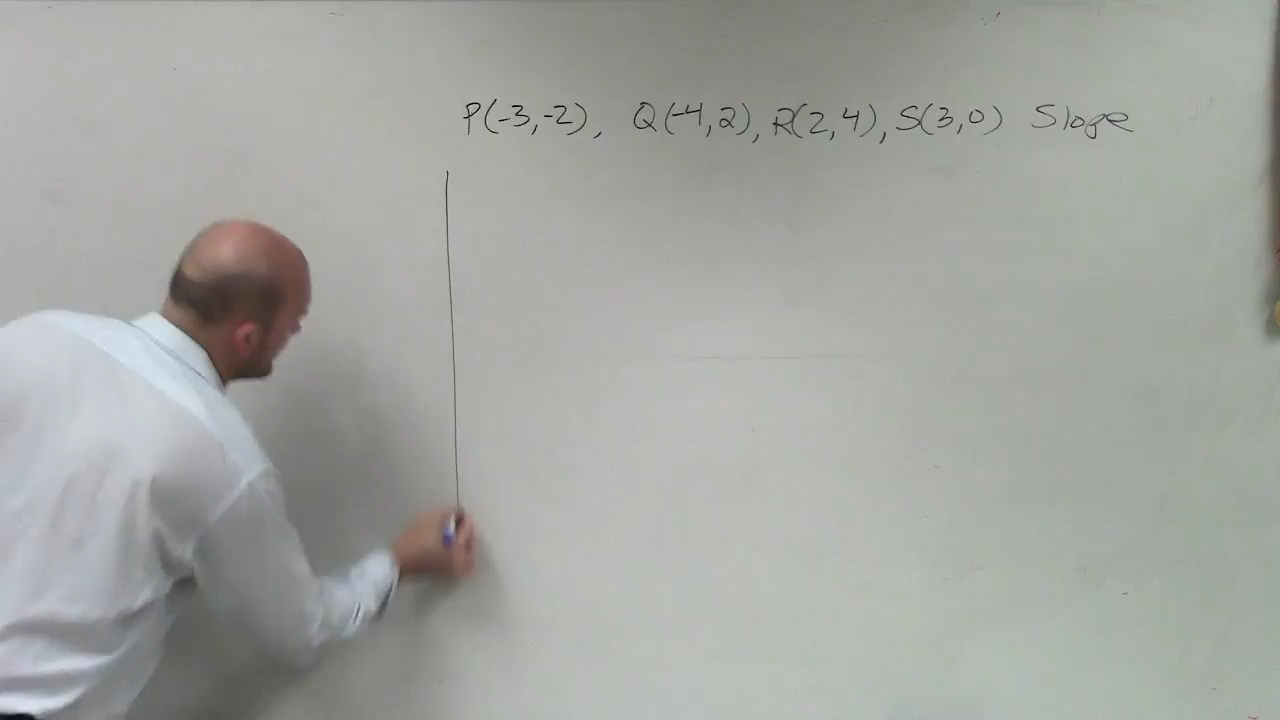 P(-3,-2), Q(-4,2), R(2,4), S(3,0) Slope